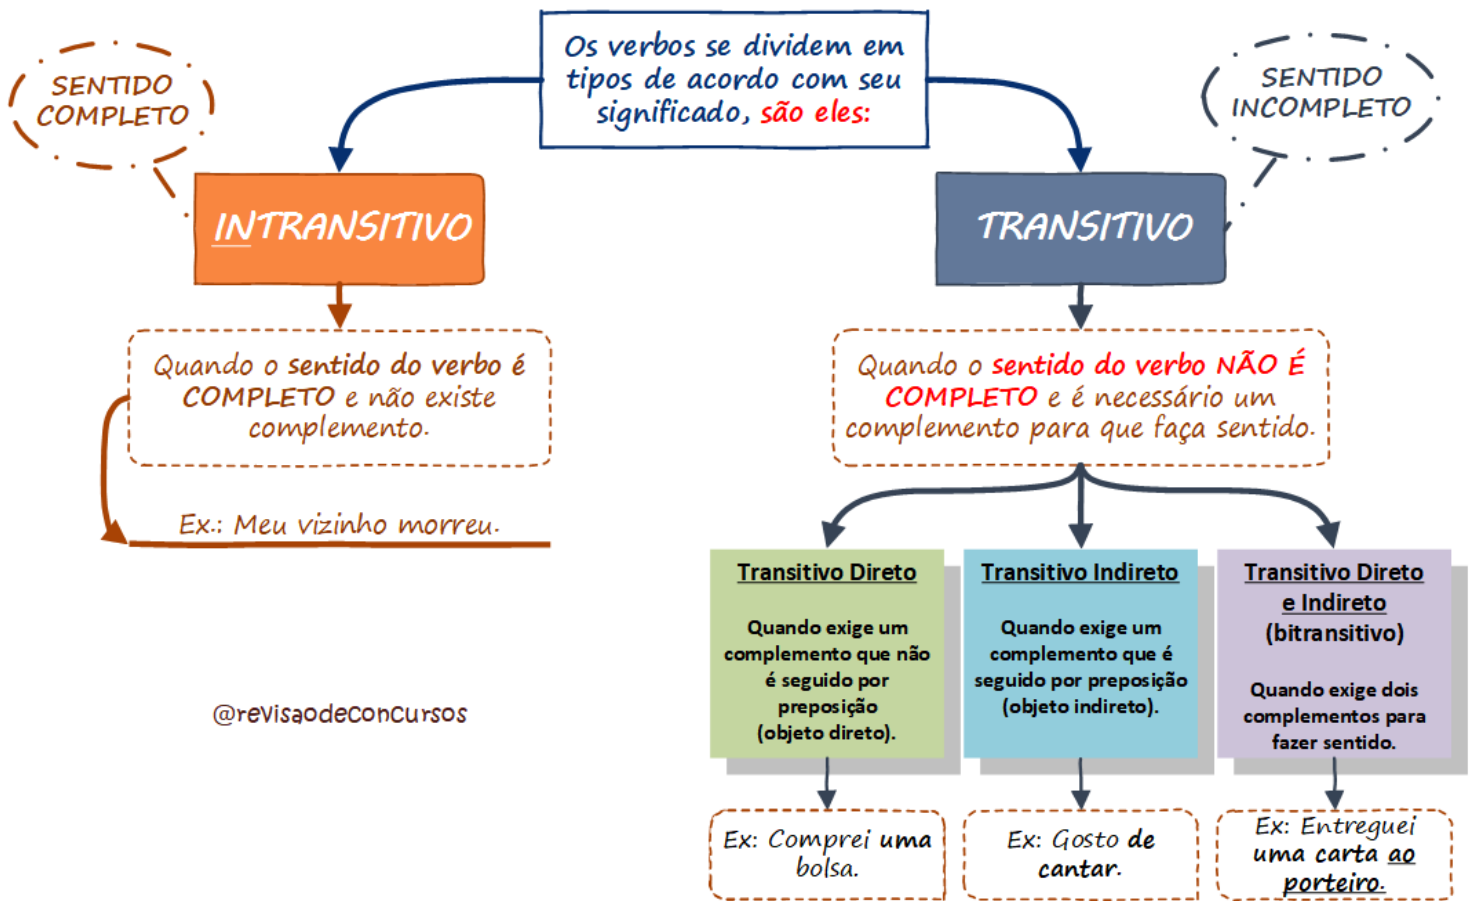 Os verbos se dividem em
tipos de acordo com seu
significado, são eles:
SENTIDO
COMPLETO
SENTIDO
INCOMPLETO
INTRANSITIVO
TRANSITIVO
Quando o sentido do verbo é
COMPLETO e não existe
complemento.
Ex.: Meu vizinho morreu.
Quando o sentido do verbo NÃO É
COMPLETO e é necessário um
complemento para que faça sentido.
Transitivo Direto
Quando exige um
complemento que não
é seguido por
preposição
(objeto direto).
Ex: Comprei uma
bolsa.
Transitivo Indireto
Quando exige um
complemento que é
seguido por preposição
(objeto indireto).
Ex: Gosto de
cantar.
Transitivo Direto
e Indireto
(bitransitivo)
Quando exige dois
complementos para
fazer sentido.
Ex: Entreguei
uma carta ao
porteiro.
@revisaodeconcursos